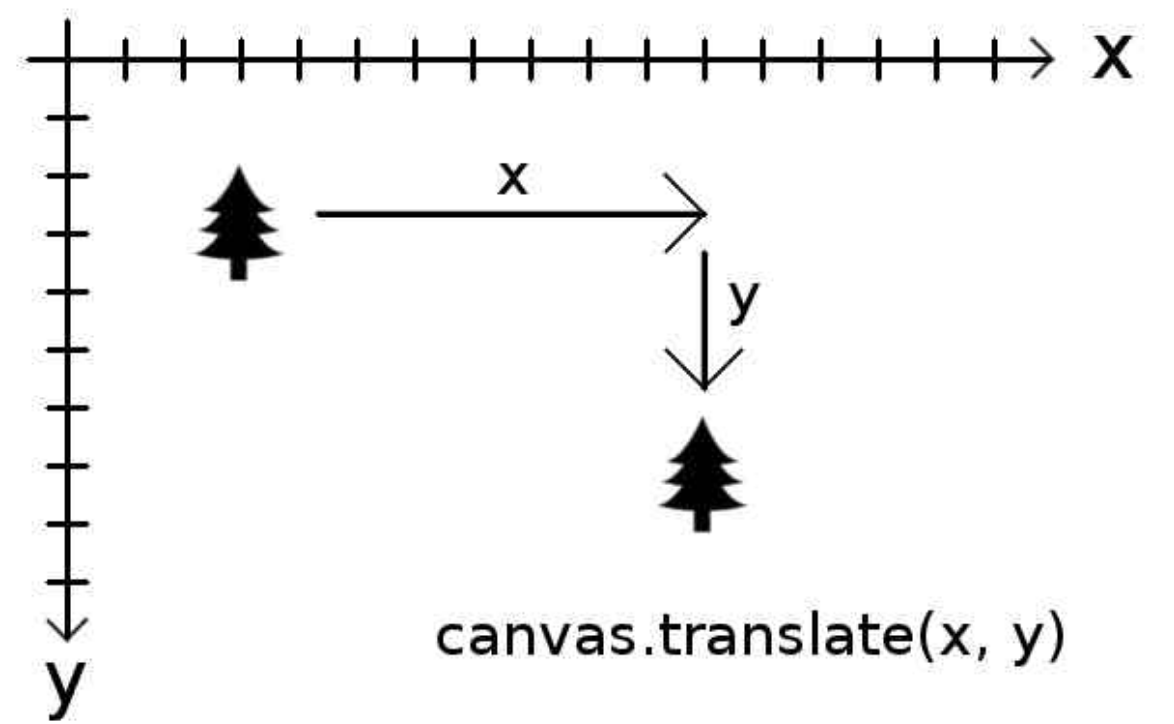 X
x
y
canvas.translate(x, y)
y